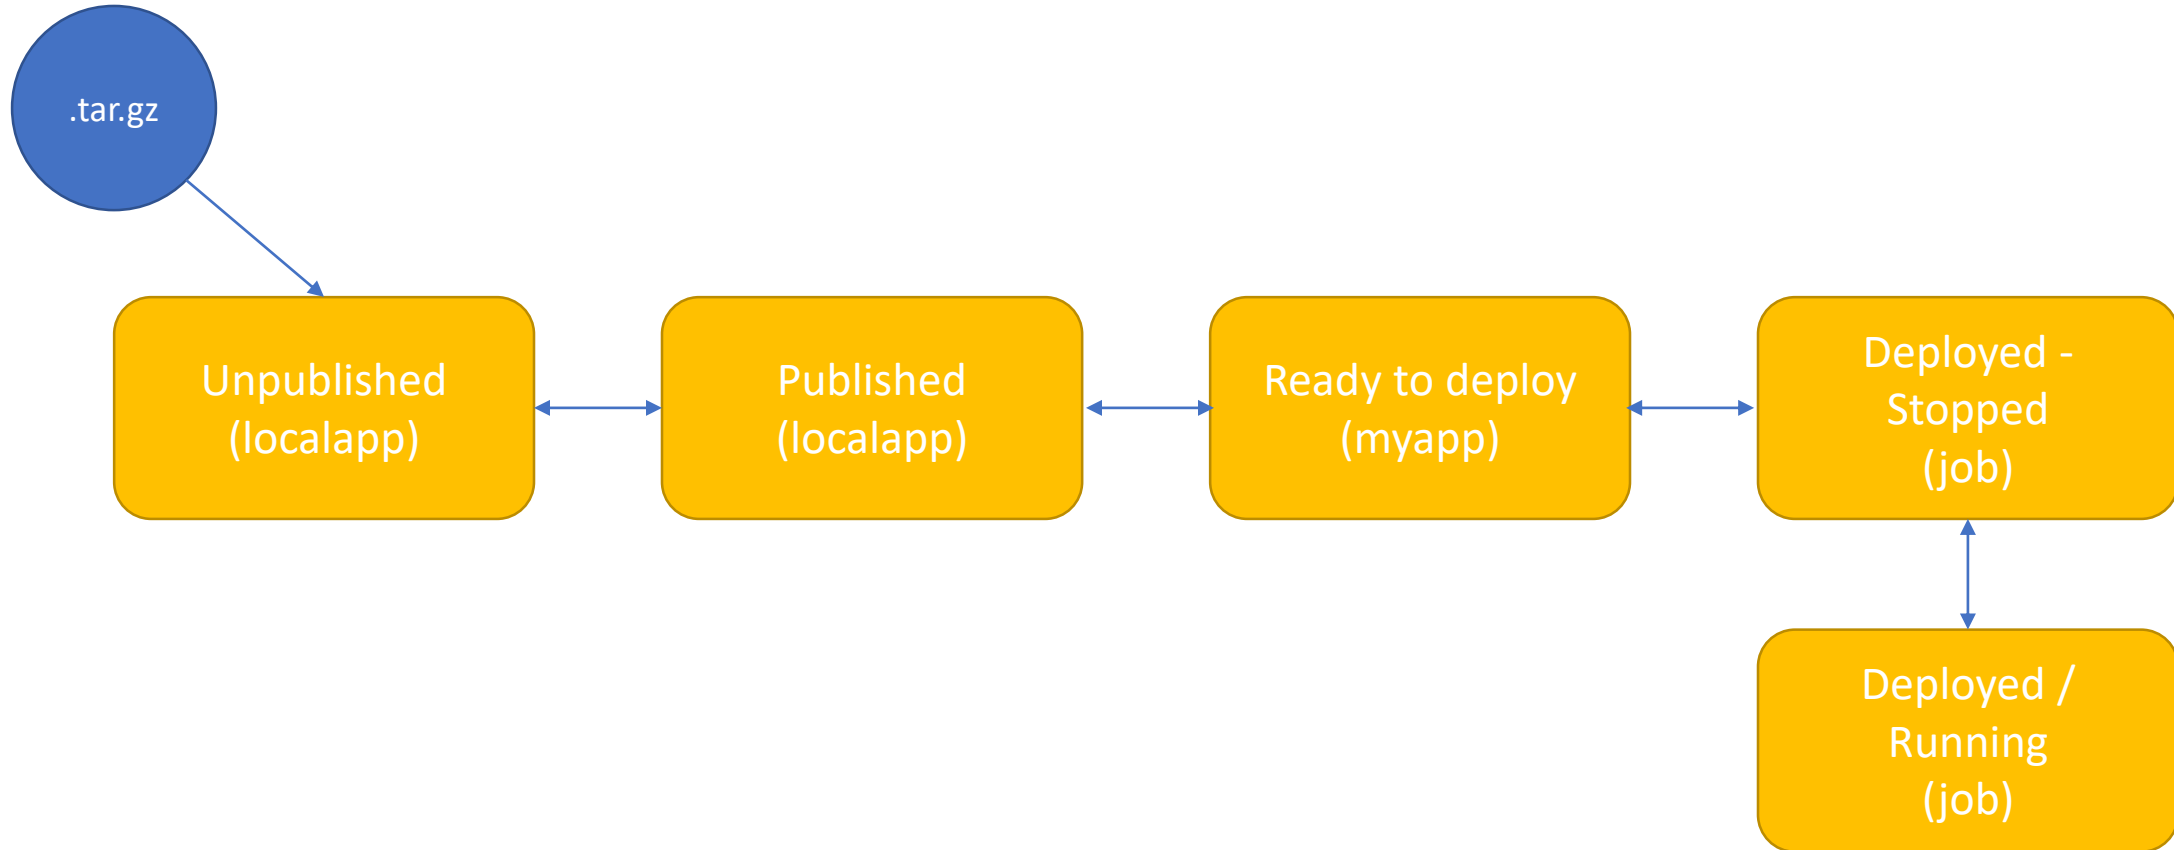 .tar.gz
Unpublished
(localapp)
Published
(localapp)
Ready to deploy
(myapp)
Deployed -
Stopped
(job)
Deployed /
Running
(job)